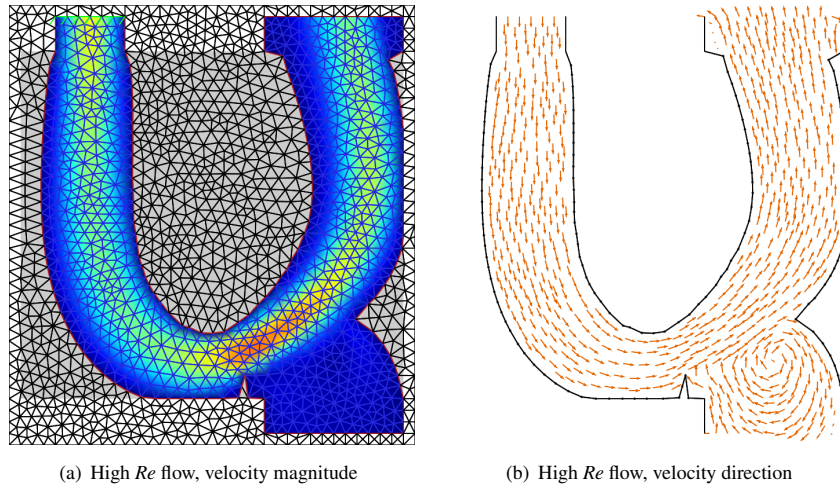 (a) High Re flow, velocity magnitude
(b) High Re flow, velocity direction